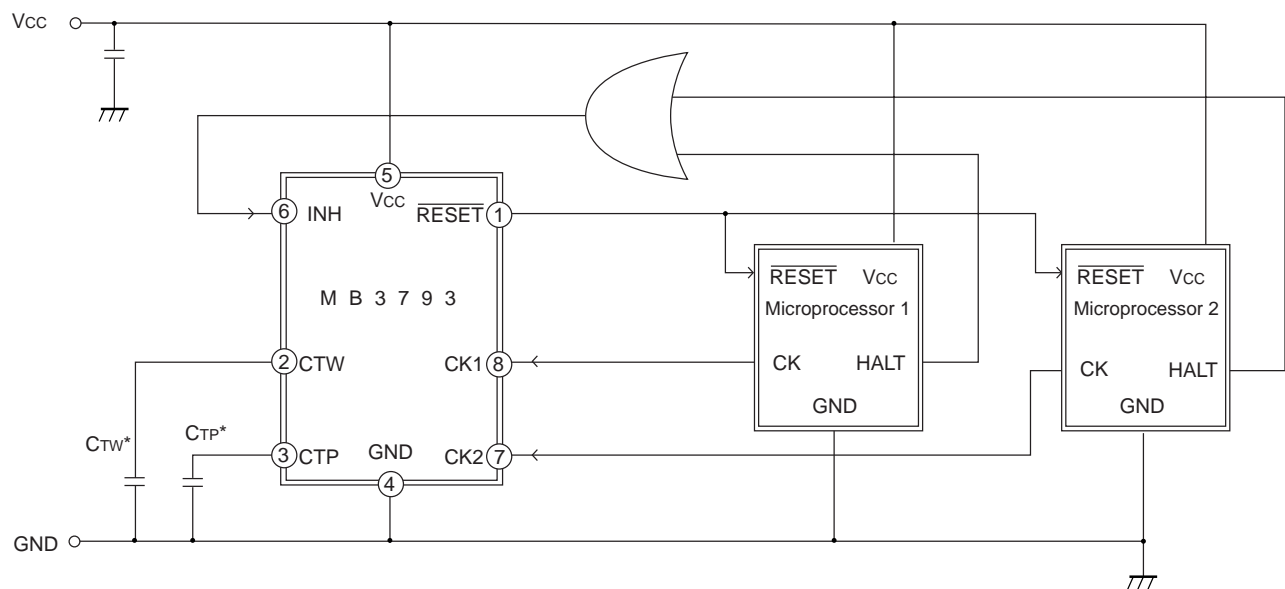 VCC
5
VCC
6 INH
RESET 1
M B 3 7 9 3
RESET VCC
Microprocessor 1
RESET VCC
Microprocessor 2
2 CTW
CK1 8
CK HALT
CK HALT
GND
GND
CTW*
CTP*
3 CTP
GND
CK2 7
4
GND